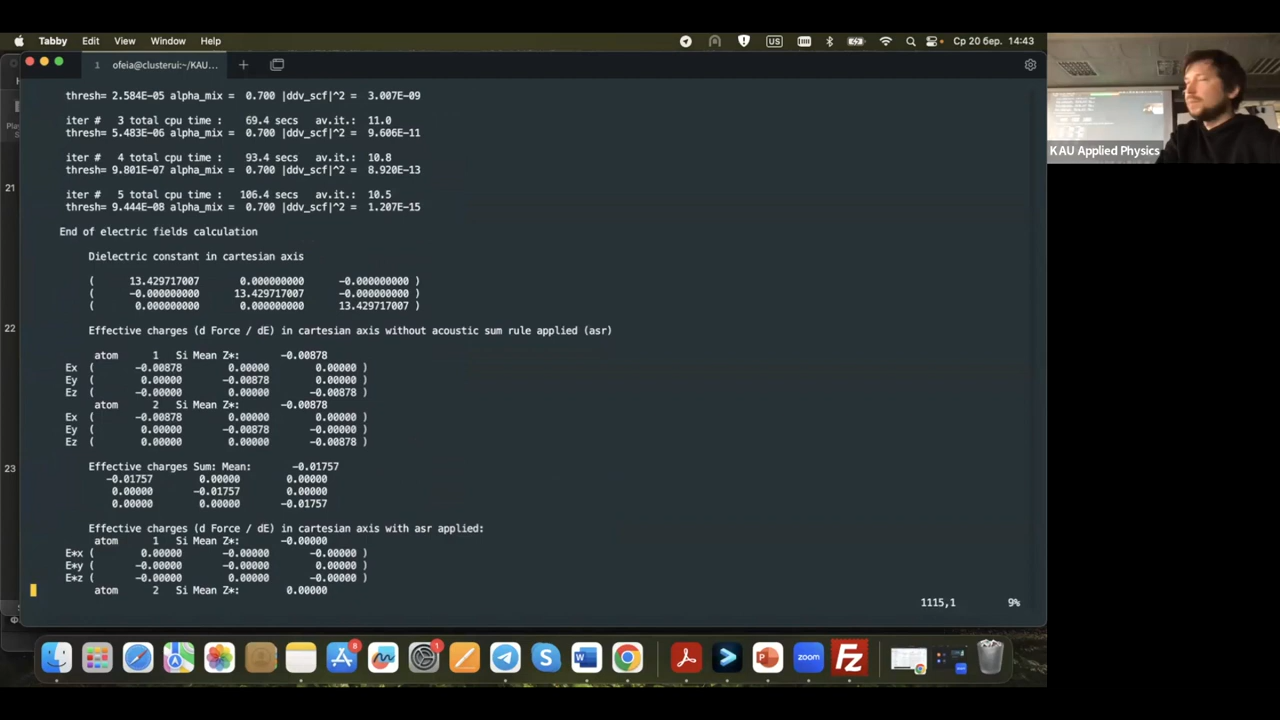 Tabby Edit View Window Help US Ср 20 бер. 14:43
1 ofeia@clusterui:~/KAU...
thresh= 2.584E-05 alpha_mix = 0.700 |ddv_scf|^2 = 3.007E-09
iter # 3 total cpu time : 69.4 secs av.it.: 11.0
thresh= 5.483E-06 alpha_mix = 0.700 |ddv_scf|^2 = 9.606E-11
iter # 4 total cpu time : 93.4 secs av.it.: 10.8
thresh= 9.801E-07 alpha_mix = 0.700 |ddv_scf|^2 = 8.920E-13
iter # 5 total cpu time : 106.4 secs av.it.: 10.5
thresh= 9.444E-08 alpha_mix = 0.700 |ddv_scf|^2 = 1.207E-15
End of electric fields calculation
Dielectric constant in cartesian axis
( 13.429717007 0.000000000 -0.000000000 )
( -0.000000000 13.429717007 -0.000000000 )
( 0.000000000 0.000000000 13.429717007 )
Effective charges (d Force / dE) in cartesian axis without acoustic sum rule applied (asr)
atom 1 Si Mean Z*: -0.00878
Ex ( -0.00878 0.00000 0.00000 )
Ey ( 0.00000 -0.00878 0.00000 )
Ez ( -0.00000 0.00000 -0.00878 )
atom 2 Si Mean Z*: -0.00878
Ex ( -0.00878 0.00000 0.00000 )
Ey ( 0.00000 -0.00878 -0.00000 )
Ez ( 0.00000 0.00000 -0.00878 )
Effective charges Sum: Mean: -0.01757
-0.01757 0.00000 0.00000
0.00000 -0.01757 0.00000
0.00000 0.00000 -0.01757
Effective charges (d Force / dE) in cartesian axis with asr applied:
atom 1 Si Mean Z*: -0.00000
E*x ( 0.00000 -0.00000 -0.00000 )
E*y ( -0.00000 -0.00000 0.00000 )
E*z ( -0.00000 0.00000 -0.00000 )
atom 2 Si Mean Z*: 0.00000
1115,1 9%
21
22
23
KAU Applied Physics
8
1
zoom